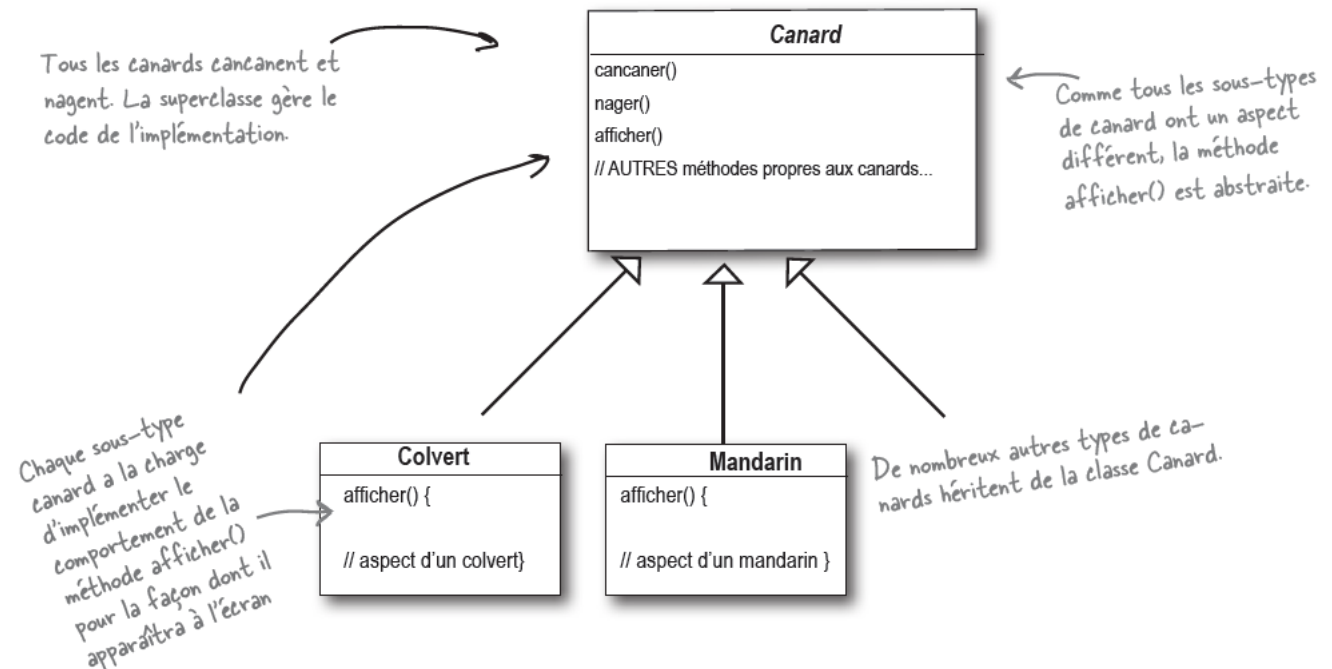 Tous les canards cancanent et
nagent. La superclasse gère le
code de l'implémentation.
Canard
cancaner()
nager()
afficher()
// AUTRES méthodes propres aux canards...
Comme tous les sous-types
de canard ont un aspect
différent, la méthode
afficher() est abstraite.
Chaque sous-type
canard a la charge
d'implémenter le
comportement de la
méthode afficher()
pour la façon dont il
apparaîtra à l'écran
Colvert
afficher() {
// aspect d'un colvert}
Mandarin
afficher() {
// aspect d'un mandarin }
De nombreux autres types de ca-
nards héritent de la classe Canard.